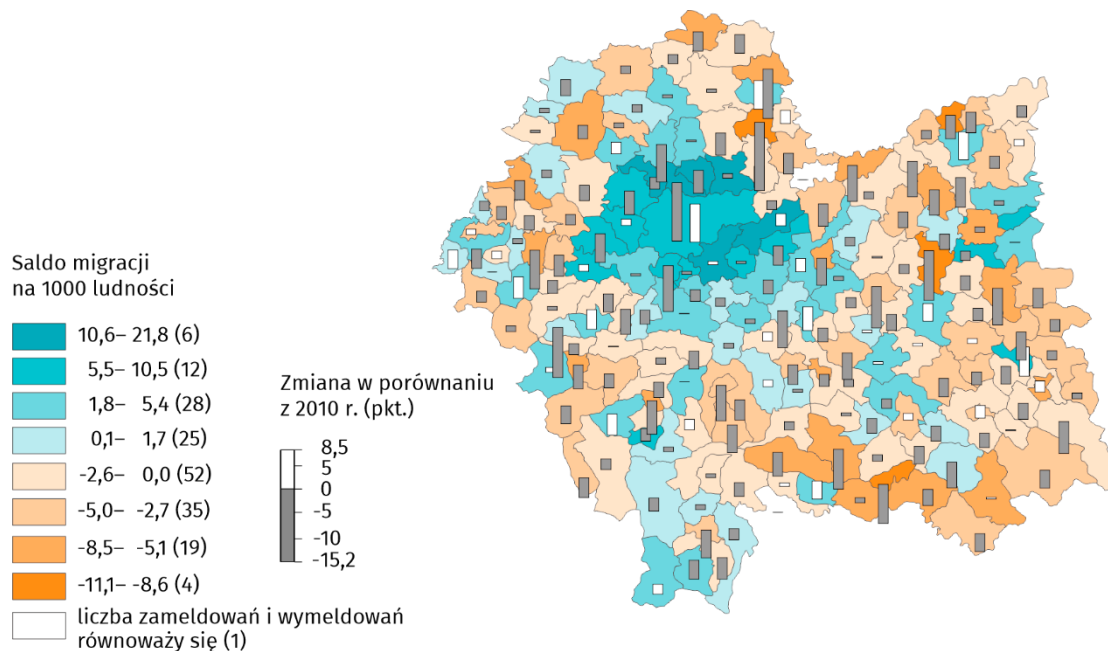 Saldo migracji
na 1000 ludności
10,6– 21,8 (6)
5,5– 10,5 (12)
1,8– 5,4 (28)
0,1– 1,7 (25)
-2,6– 0,0 (52)
-5,0– -2,7 (35)
-8,5– -5,1 (19)
-11,1– -8,6 (4)
liczba zameldowań i wymeldowań
równoważy się (1)
Zmiana w porównaniu
z 2010 r. (pkt.)
8,5
5
0
-5
-10
-15,2